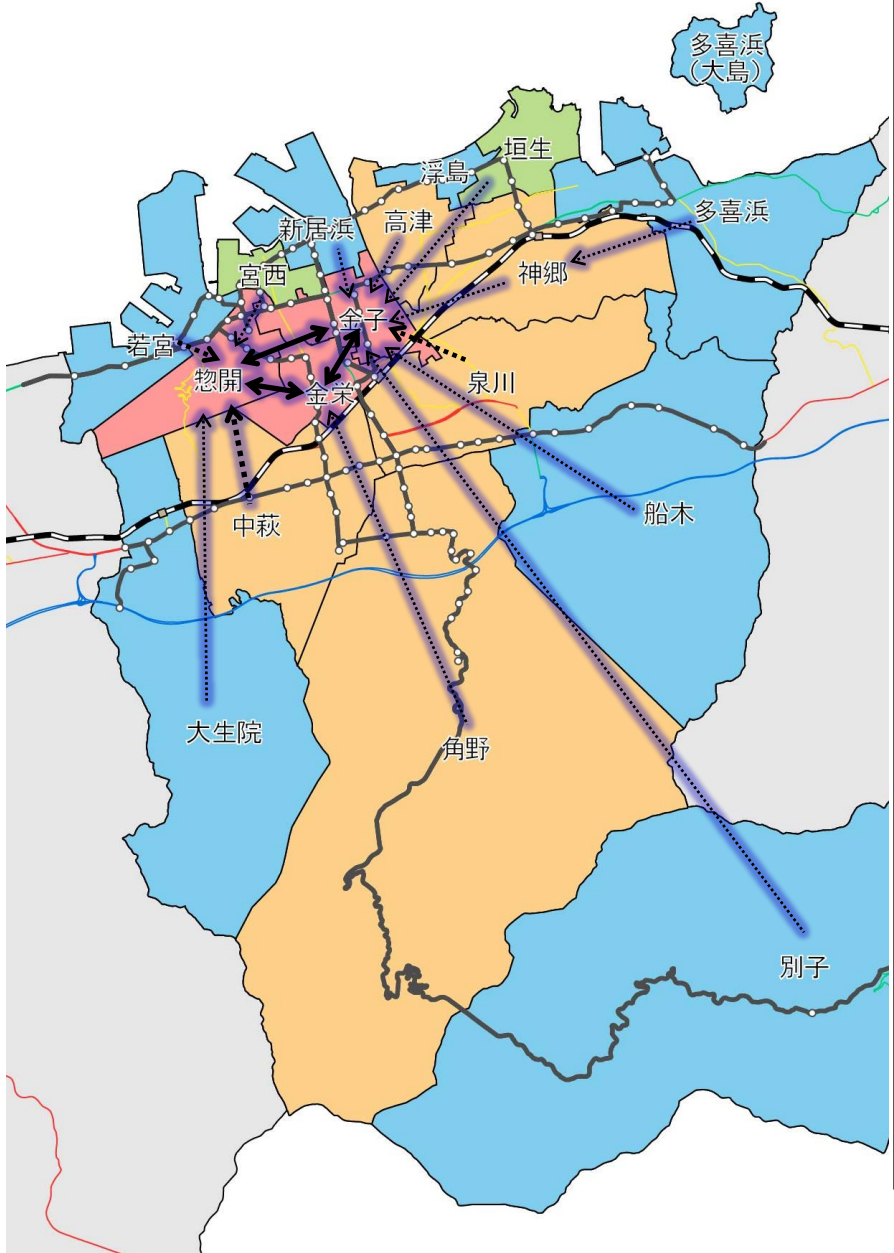 多喜浜
（大島）
垣生
浮島
多喜浜
高津
新居浜
神郷
宮西
金子
若宮
惣開
金栄
泉川
船木
中萩
大生院
角野
別子